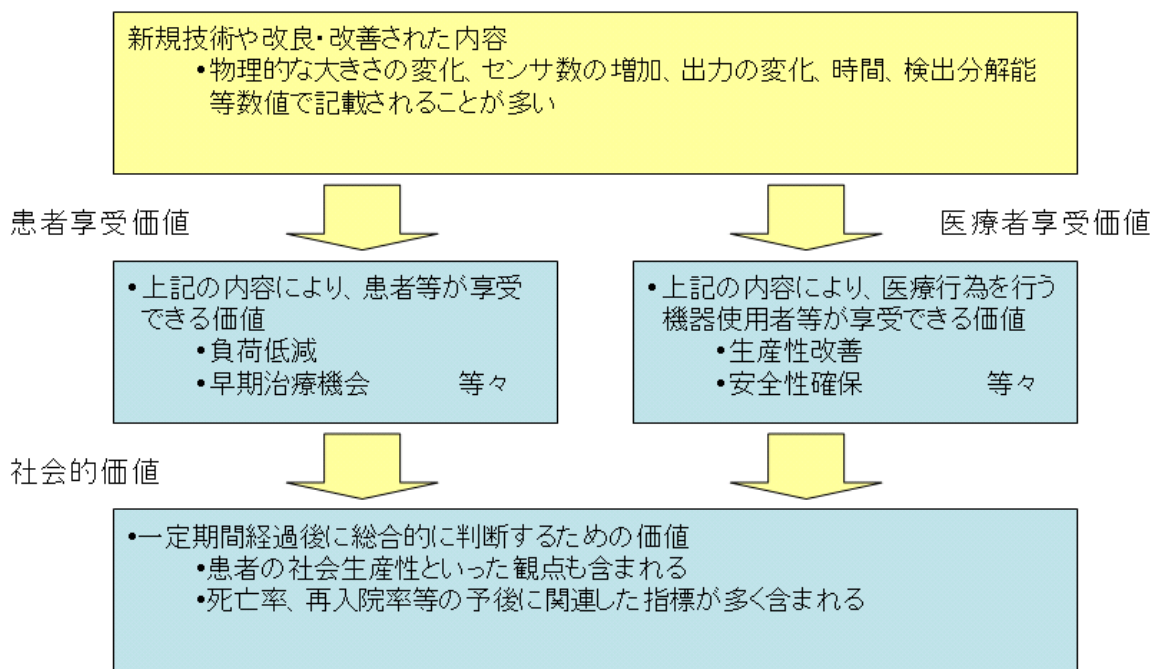 新規技術や改良・改善された内容
•物理的な大きさの変化、センサ数の増加、出力の変化、時間、検出分解能
等数値で記載されることが多い
患者享受価値
医療者享受価値
•上記の内容により、患者等が享受
できる価値
•負荷低減
•早期治療機会 等々
•上記の内容により、医療行為を行う
機器使用者等が享受できる価値
•生産性改善
•安全性確保 等々
社会的価値
•一定期間経過後に総合的に判断するための価値
•患者の社会生産性といった観点も含まれる
•死亡率、再入院率等の予後に関連した指標が多く含まれる